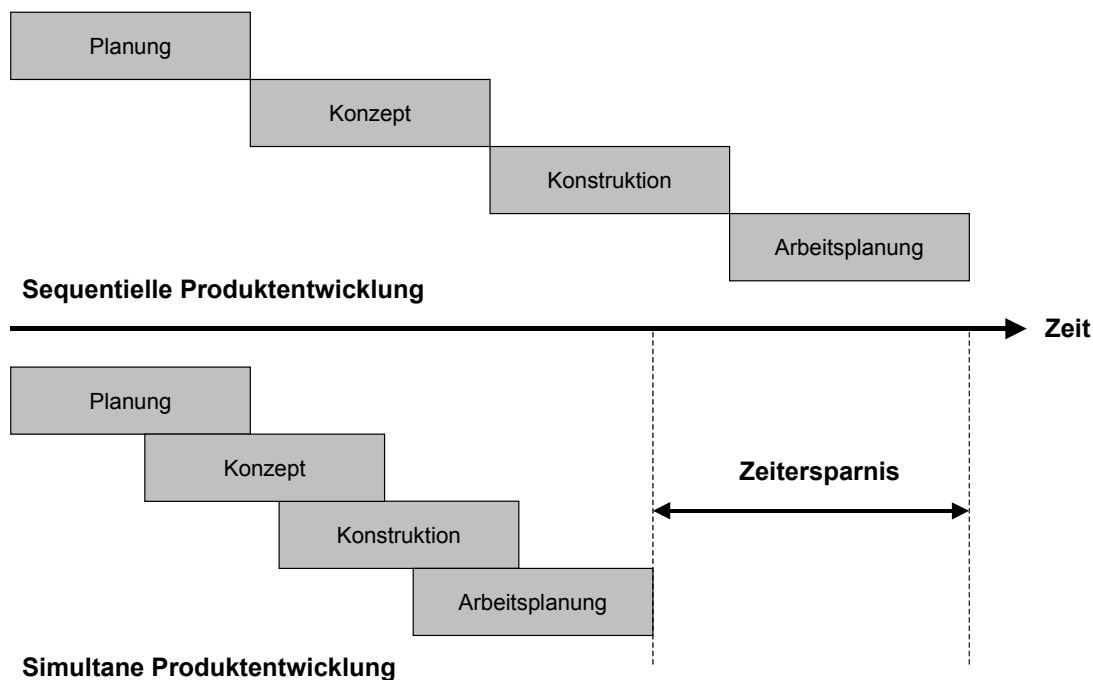 Planung
Konzept
Konstruktion
Arbeitsplanung
Sequentielle Produktentwicklung
Zeit
Planung
Konzept
Zeitersparnis
Konstruktion
Arbeitsplanung
Simultane Produktentwicklung